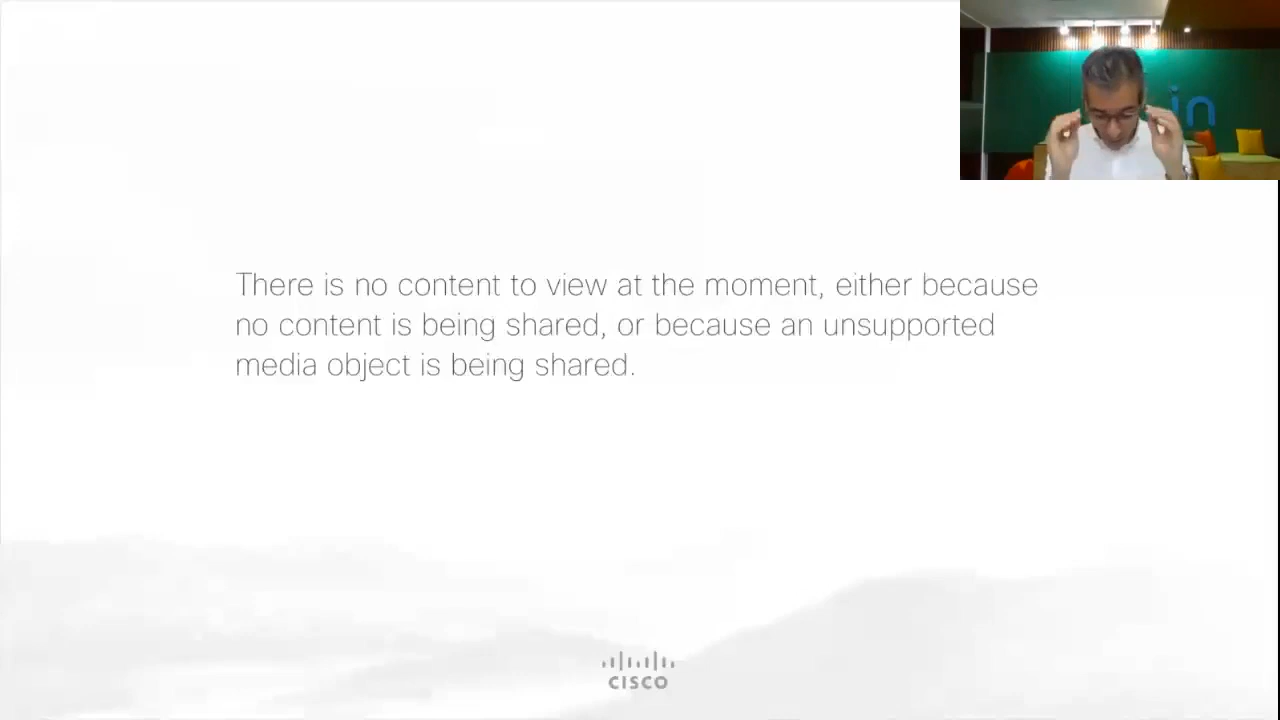 in
There is no content to view at the moment, either because
no content is being shared, or because an unsupported
media object is being shared.
CISCO